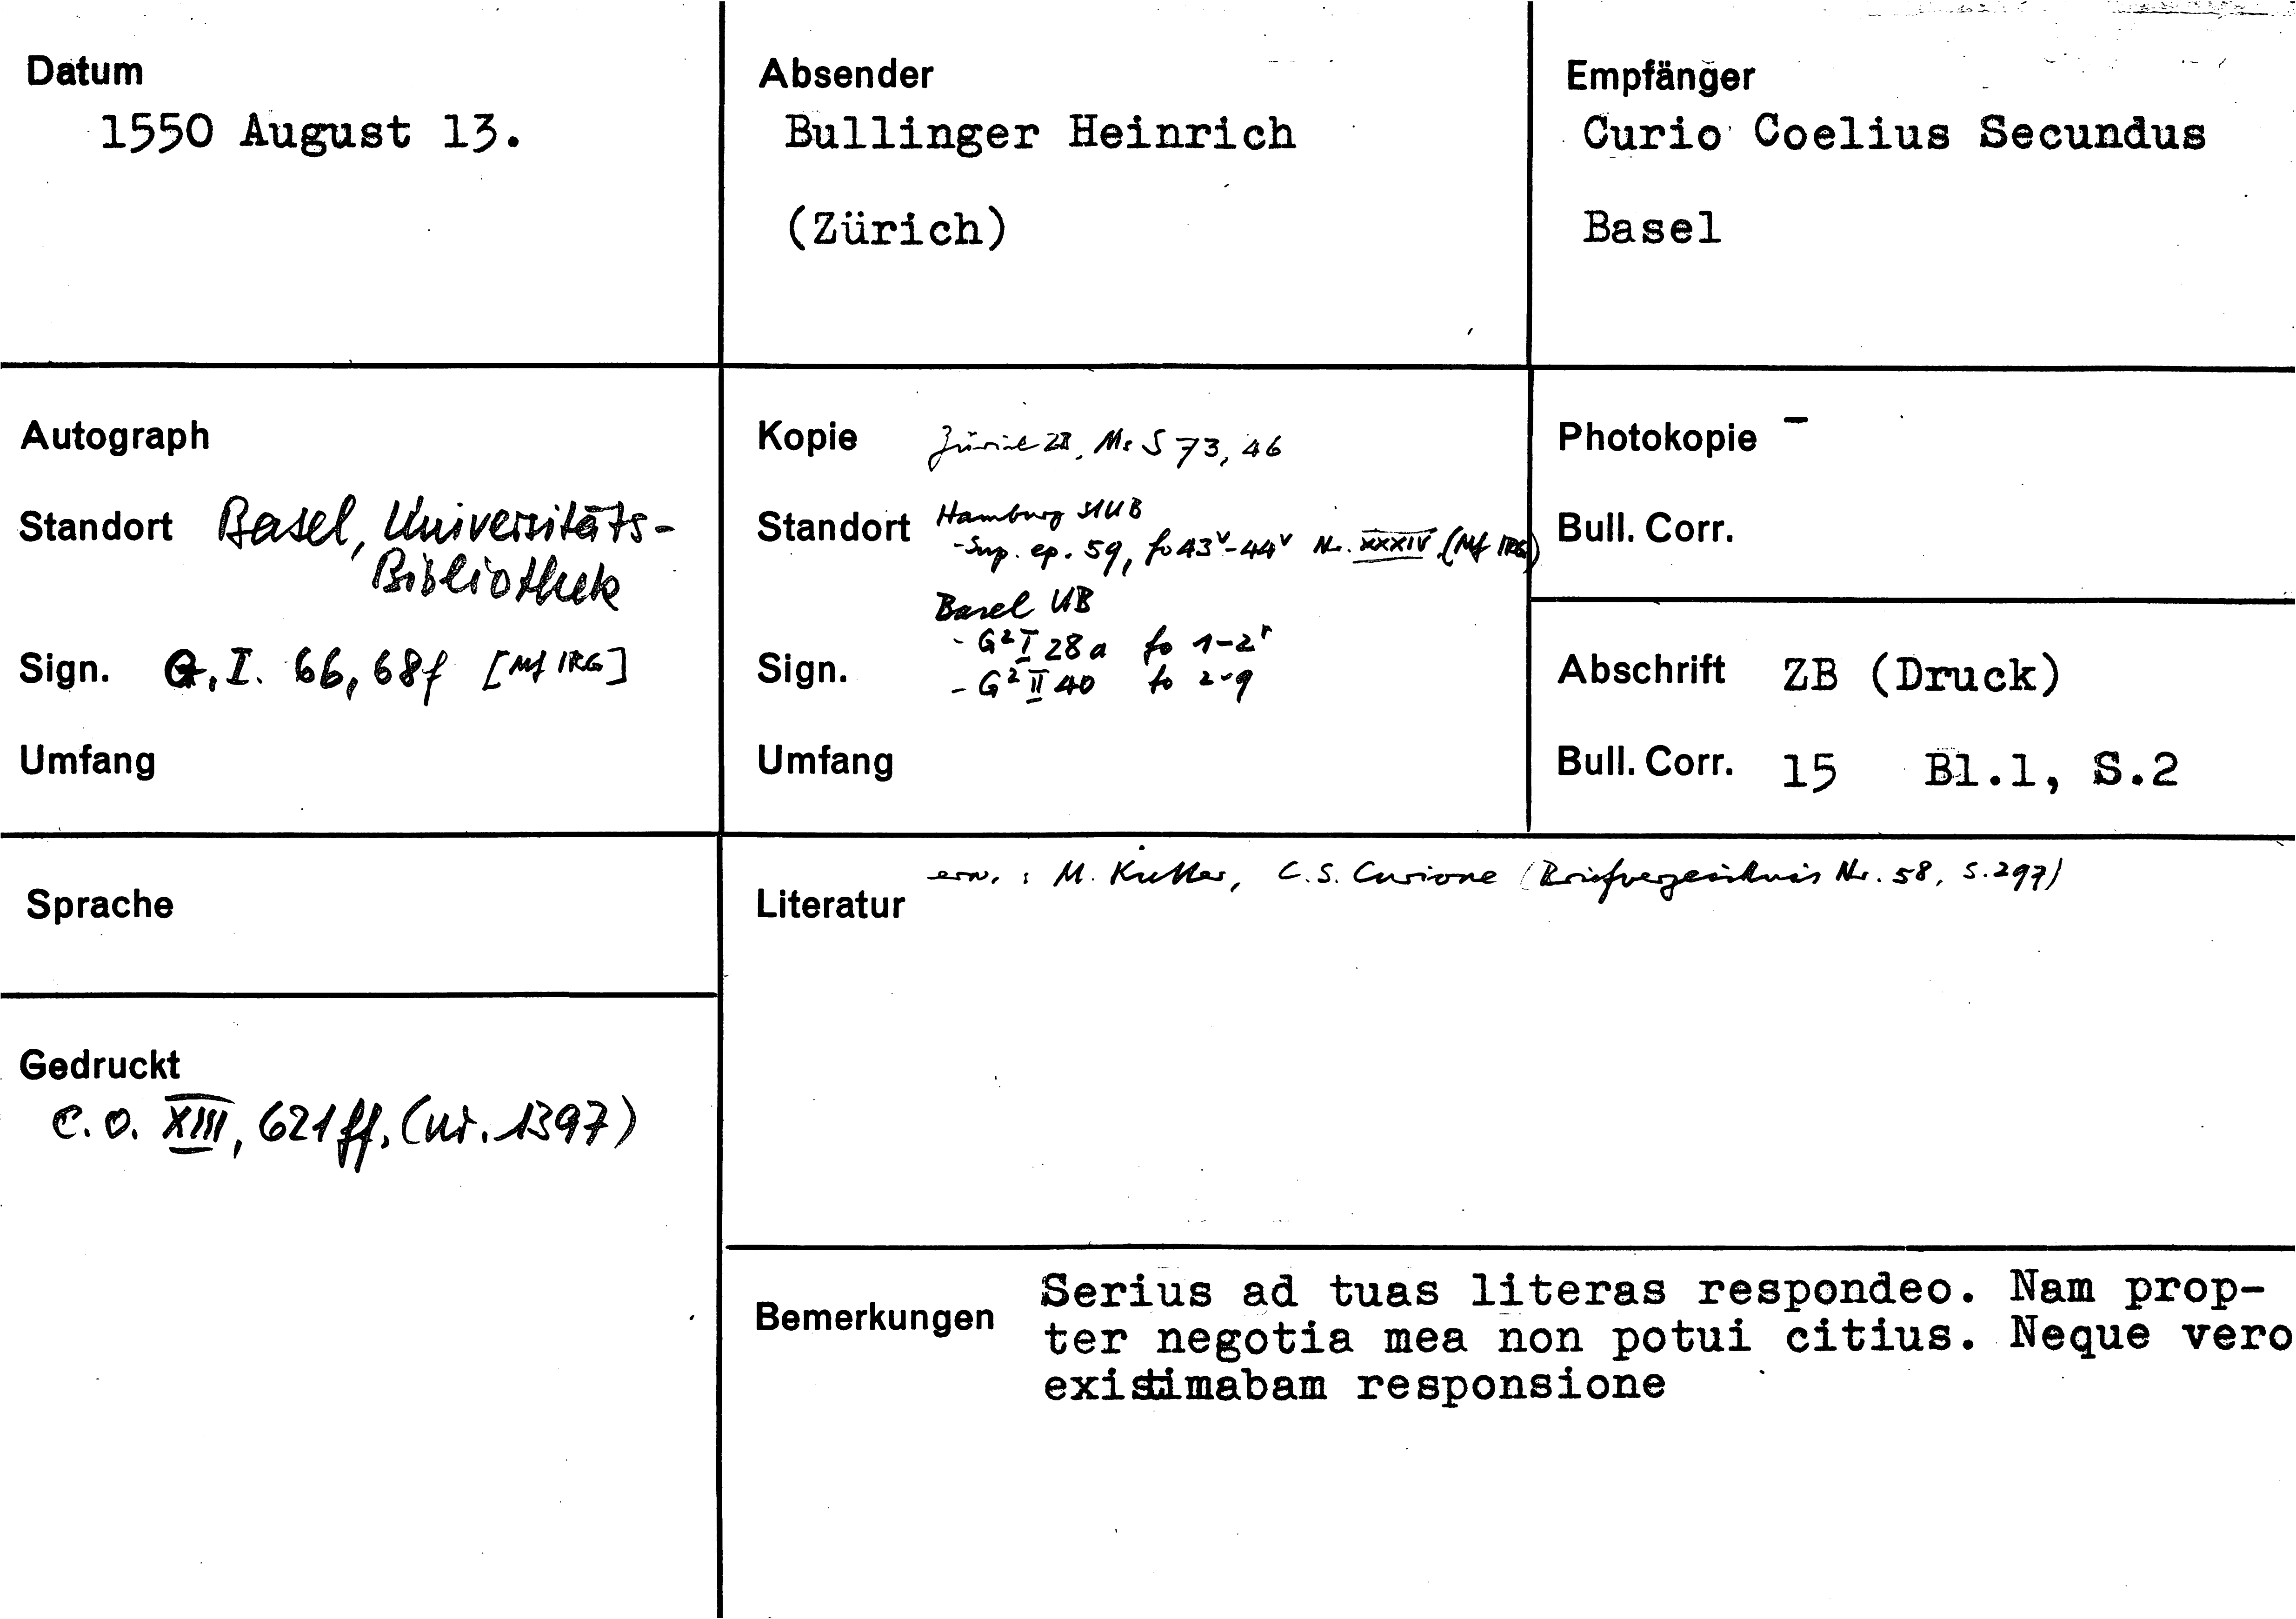 Datum
1550 August 13.
Absender
Bullinger Heinrich
(Zürich)
Empfänger
Curio Coelius Secundus
Basel
Autograph
Standort Basel, Universitäts-
Bibliothek
Sign. G.I. 66, 68f [Mf IRG]
Umfang
Kopie Zürich ZB, Ms S 73, 46
Standort Hamburg SUB
- Sup. ep. 59, fo 43v-44v Nr. XXXIV (Mf IRG)
Basel UB
- G² I 28a fo 1-2r
Sign. - G² II 40 fo 2-9
Umfang
Photokopie -
Bull. Corr.
Abschrift ZB (Druck)
Bull. Corr. 15 Bl.1, S.2
Sprache
Gedruckt
C.O. XIII, 621ff. (nr. 1397)
Literatur erw.: M. Kutter, C.S. Curione (Briefverzeichnis Nr. 58, S. 297)
Bemerkungen Serius ad tuas literas respondeo. Nam prop-
ter negotia mea non potui citius. Neque vero
existimabam responsione